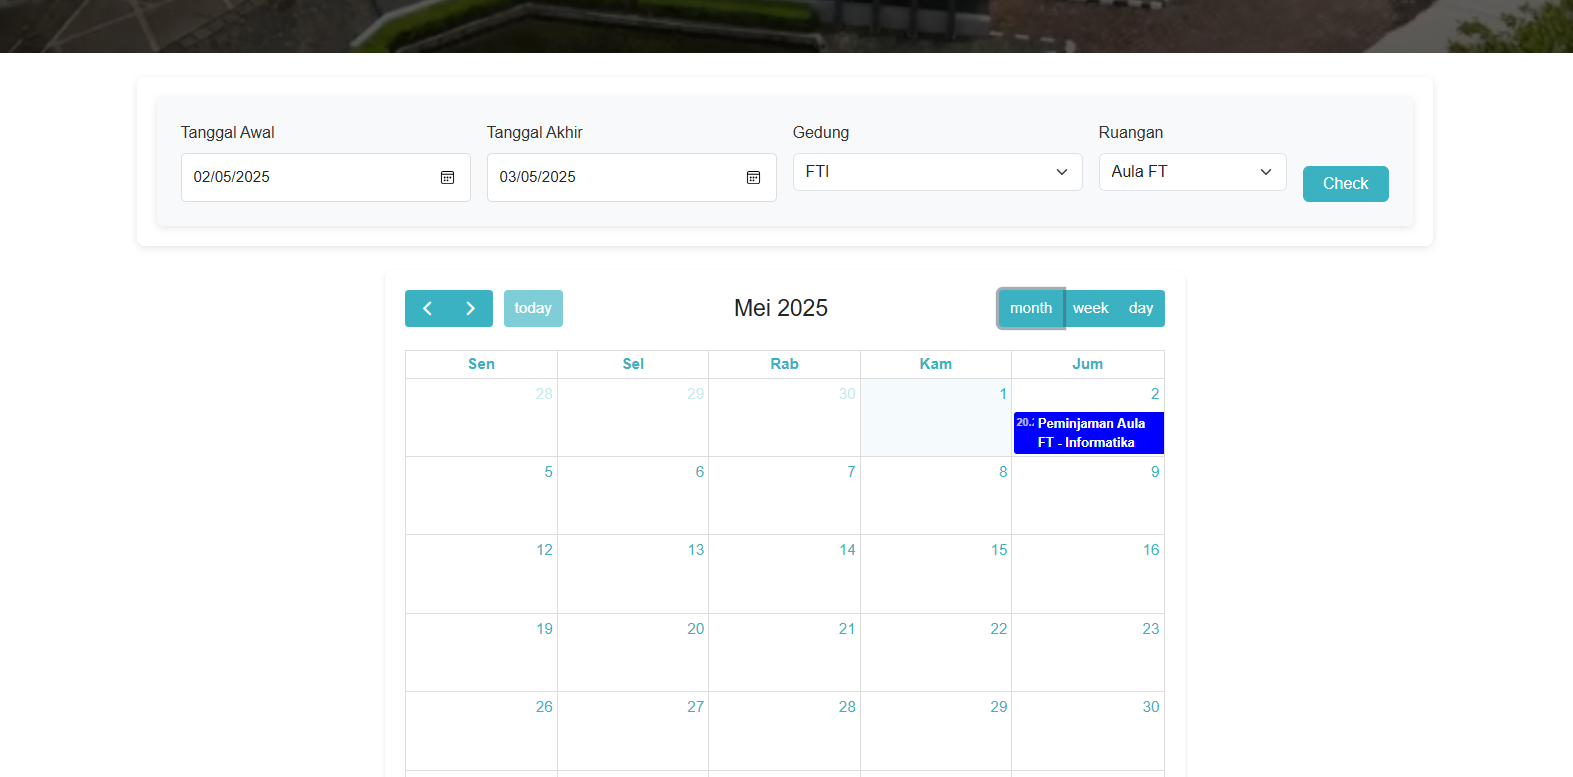 Tanggal Awal
Tanggal Akhir
Gedung
Ruangan
02/05/2025
03/05/2025
FTI
Aula FT
Check
today
Mei 2025
month
week
day
Sen Sel Rab Kam Jum
28 29 30 1 2
20. Peminjaman Aula
FT - Informatika
5 6 7 8 9
12 13 14 15 16
19 20 21 22 23
26 27 28 29 30